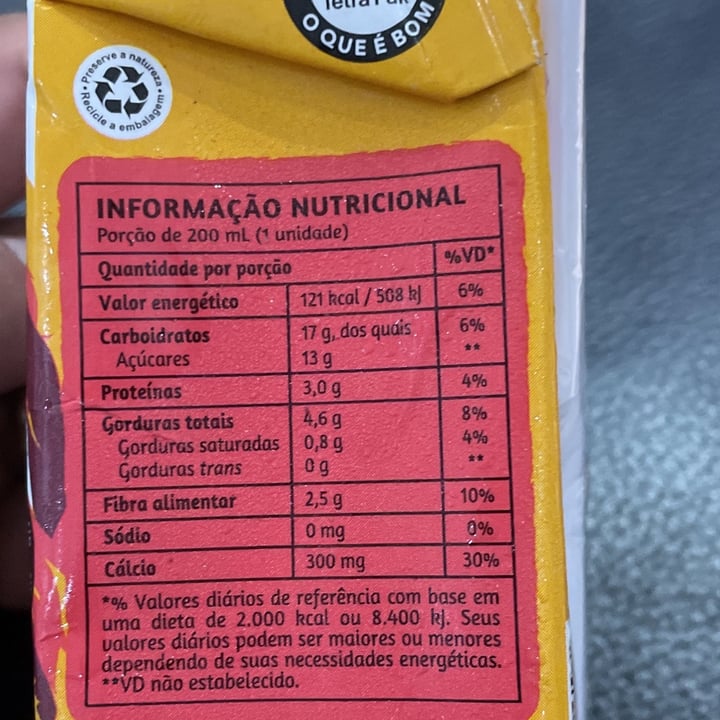 Tetra Pak
O QUE É BOM
Preserve a natureza
Recicle a embalagem
INFORMAÇÃO NUTRICIONAL
Porção de 200 mL (1 unidade)
Quantidade por porção %VD*
Valor energético 121 kcal / 508 kJ 6%
Carboidratos 17 g, dos quais 6%
Açúcares 13 g **
Proteínas 3,0 g 4%
Gorduras totais 4,6 g 8%
Gorduras saturadas 0,8 g 4%
Gorduras trans 0 g **
Fibra alimentar 2,5 g 10%
Sódio 0 mg 0%
Cálcio 300 mg 30%
*% Valores diários de referência com base em
uma dieta de 2.000 kcal ou 8.400 kJ. Seus
valores diários podem ser maiores ou menores
dependendo de suas necessidades energéticas.
**VD não estabelecido.